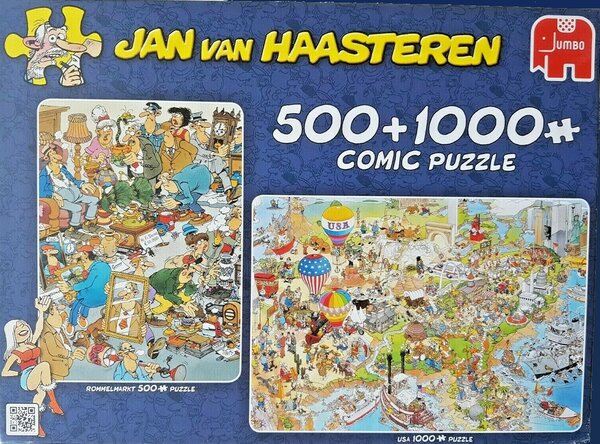 JAN VAN HAASTEREN
JUMBO
500+1000
COMIC PUZZLE
USA
ROMMELMARKT 500 PUZZLE
USA 1000 PUZZLE